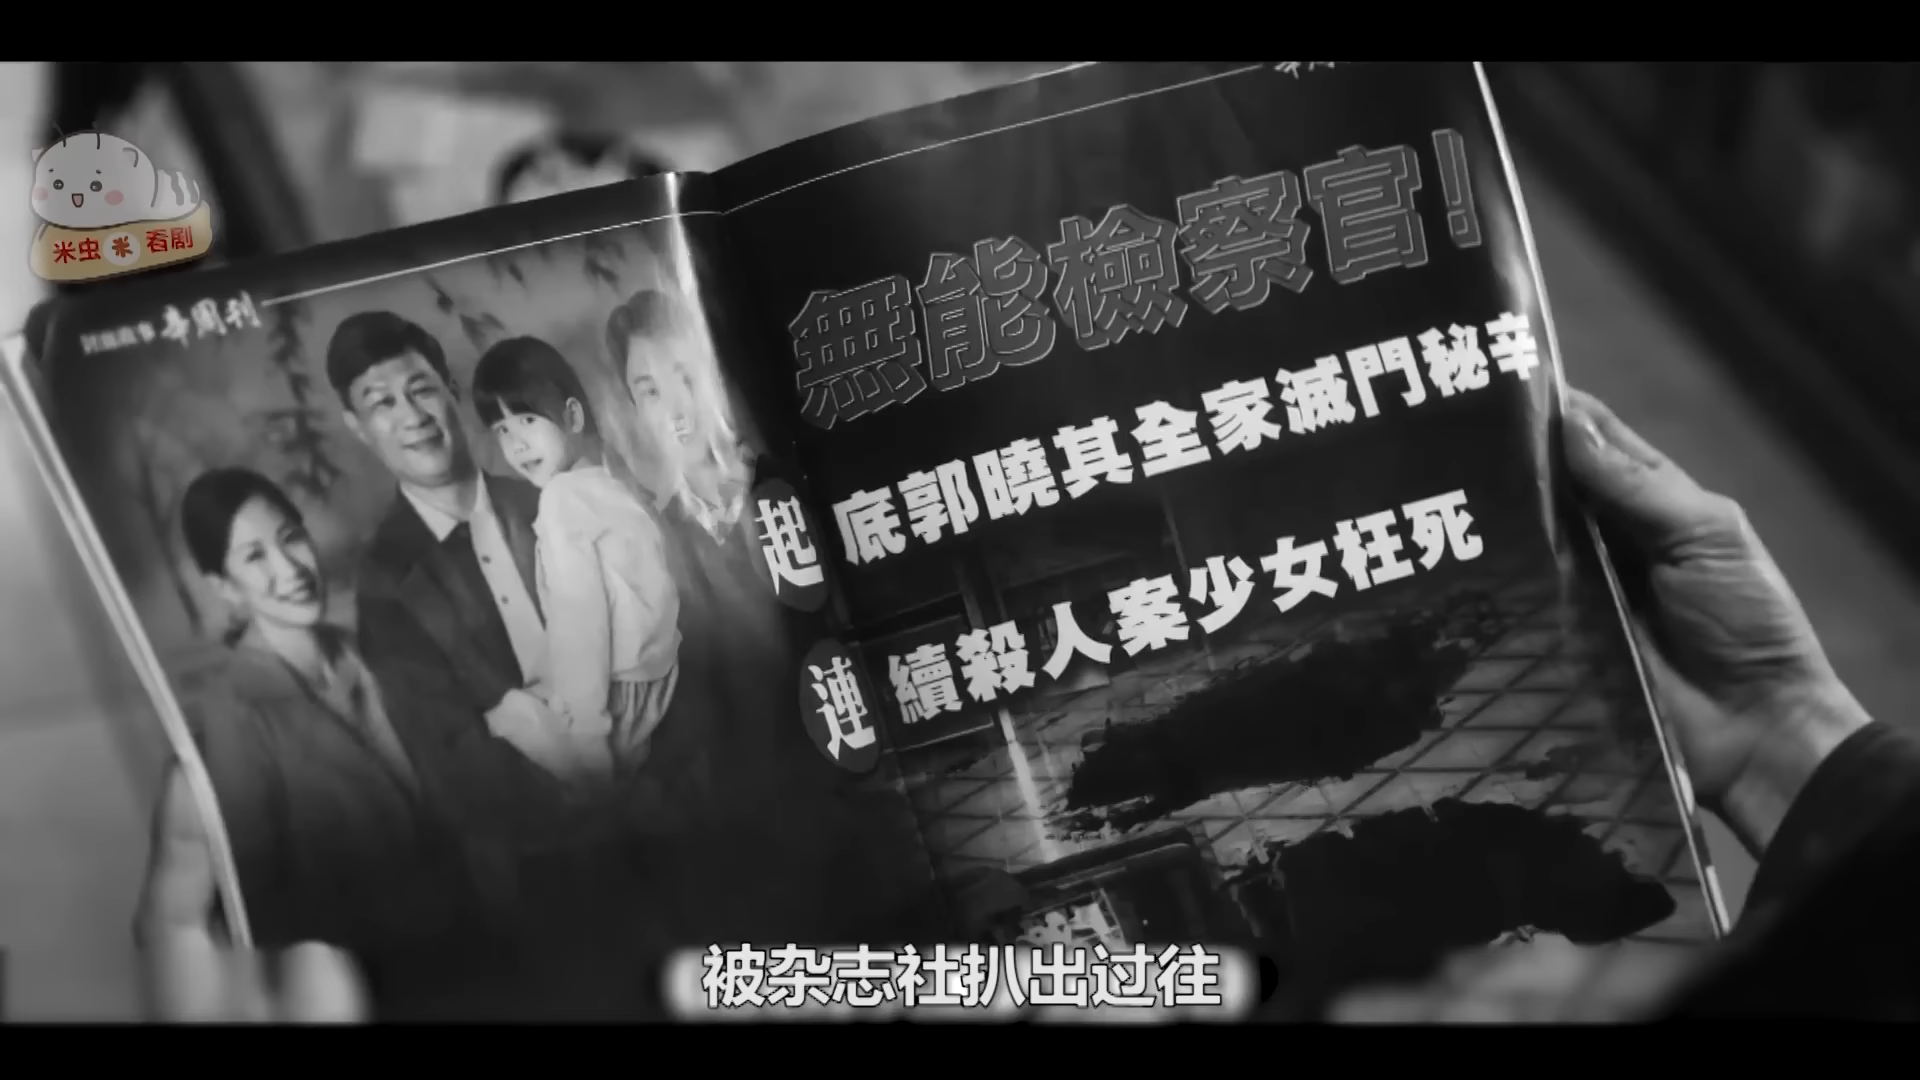 米虫米看剧
辛周刊
無能檢察官!
起底郭曉其全家滅門秘辛
連續殺人案少女枉死
被杂志社扒出过往